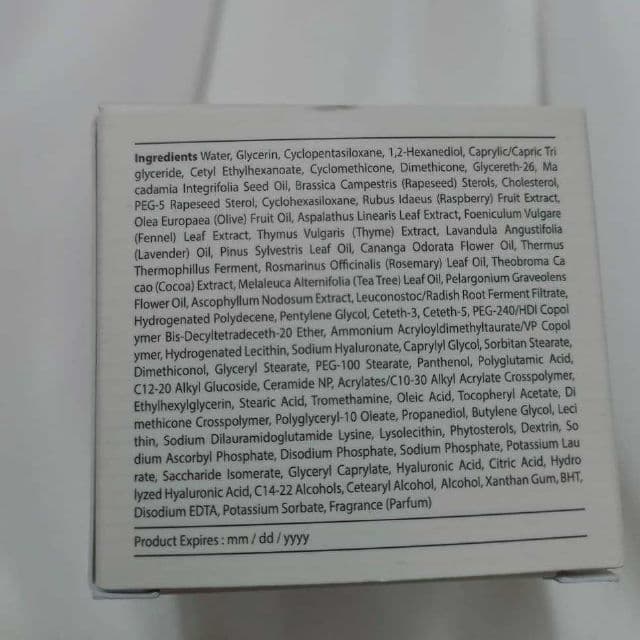 Ingredients Water, Glycerin, Cyclopentasiloxane, 1,2-Hexanediol, Caprylic/Capric Tri
glyceride, Cetyl Ethylhexanoate, Cyclomethicone, Dimethicone, Glycereth-26, Ma
cadamia Integrifolia Seed Oil, Brassica Campestris (Rapeseed) Sterols, Cholesterol,
PEG-5 Rapeseed Sterol, Cyclohexasiloxane, Rubus Idaeus (Raspberry) Fruit Extract,
Olea Europaea (Olive) Fruit Oil, Aspalathus Linearis Leaf Extract, Foeniculum Vulgare
(Fennel) Leaf Extract, Thymus Vulgaris (Thyme) Extract, Lavandula Angustifolia
(Lavender) Oil, Pinus Sylvestris Leaf Oil, Cananga Odorata Flower Oil, Thermus
Thermophillus Ferment, Rosmarinus Officinalis (Rosemary) Leaf Oil, Theobroma Ca
cao (Cocoa) Extract, Melaleuca Alternifolia (Tea Tree) Leaf Oil, Pelargonium Graveolens
Flower Oil, Ascophyllum Nodosum Extract, Leuconostoc/Radish Root Ferment Filtrate,
Hydrogenated Polydecene, Pentylene Glycol, Ceteth-3, Ceteth-5, PEG-240/HDI Copol
ymer Bis-Decyltetradeceth-20 Ether, Ammonium Acryloyldimethyltaurate/VP Copol
ymer, Hydrogenated Lecithin, Sodium Hyaluronate, Caprylyl Glycol, Sorbitan Stearate,
Dimethiconol, Glyceryl Stearate, PEG-100 Stearate, Panthenol, Polyglutamic Acid,
C12-20 Alkyl Glucoside, Ceramide NP, Acrylates/C10-30 Alkyl Acrylate Crosspolymer,
Ethylhexylglycerin, Stearic Acid, Tromethamine, Oleic Acid, Tocopheryl Acetate, Di
methicone Crosspolymer, Polyglyceryl-10 Oleate, Propanediol, Butylene Glycol, Leci
thin, Sodium Dilauramidoglutamide Lysine, Lysolecithin, Phytosterols, Dextrin, So
dium Ascorbyl Phosphate, Disodium Phosphate, Sodium Phosphate, Potassium Lau
rate, Saccharide Isomerate, Glyceryl Caprylate, Hyaluronic Acid, Citric Acid, Hydro
lyzed Hyaluronic Acid, C14-22 Alcohols, Cetearyl Alcohol, Alcohol, Xanthan Gum, BHT,
Disodium EDTA, Potassium Sorbate, Fragrance (Parfum)
Product Expires : mm / dd / yyyy